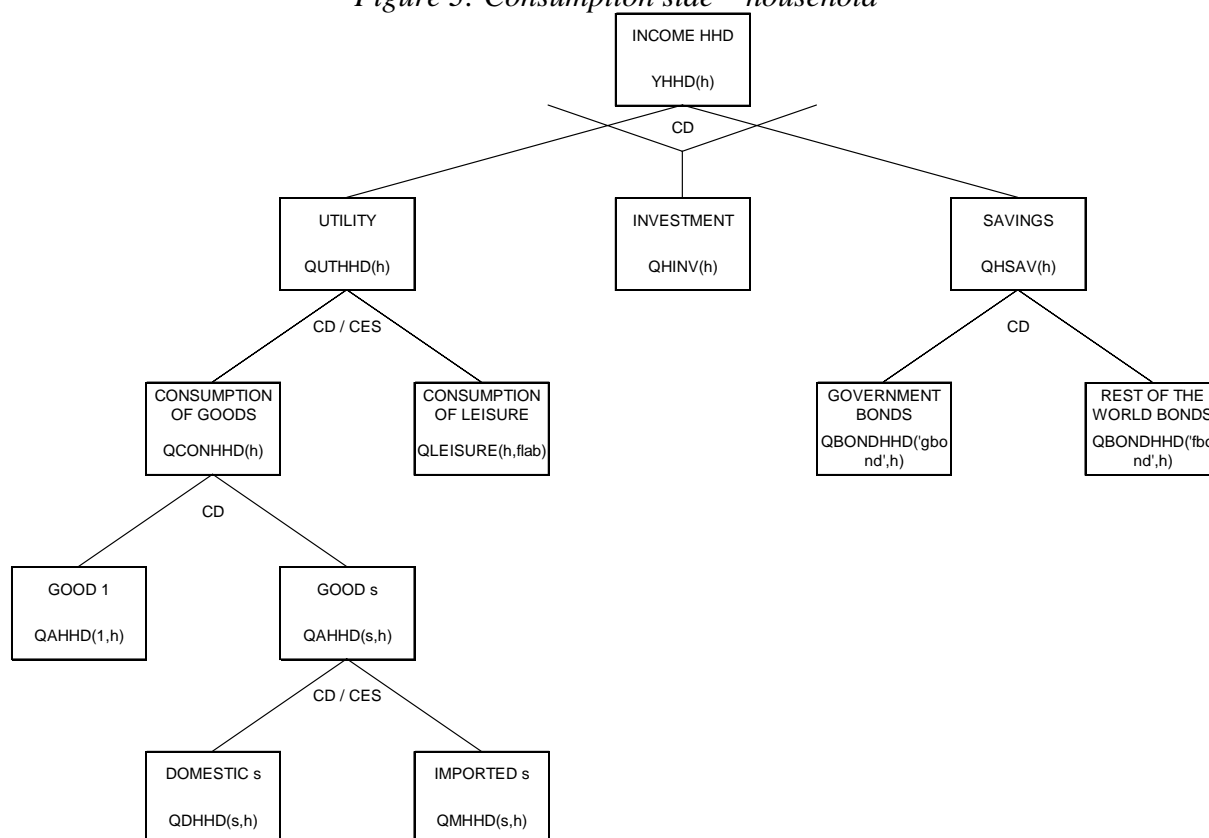 Figure 3: Consumption side – household
INCOME HHD
YHHD(h)
CD
UTILITY
QUTHHD(h)
INVESTMENT
QHINV(h)
SAVINGS
QHSAV(h)
CD / CES
CD
CONSUMPTION
OF GOODS
QCONHHD(h)
CONSUMPTION
OF LEISURE
QLEISURE(h,flab)
GOVERNMENT
BONDS
QBONDHHD('gbo
nd',h)
REST OF THE
WORLD BONDS
QBONDHHD('fbo
nd',h)
CD
GOOD 1
QAHHD(1,h)
GOOD s
QAHHD(s,h)
CD / CES
DOMESTIC s
QDHHD(s,h)
IMPORTED s
QMHHD(s,h)